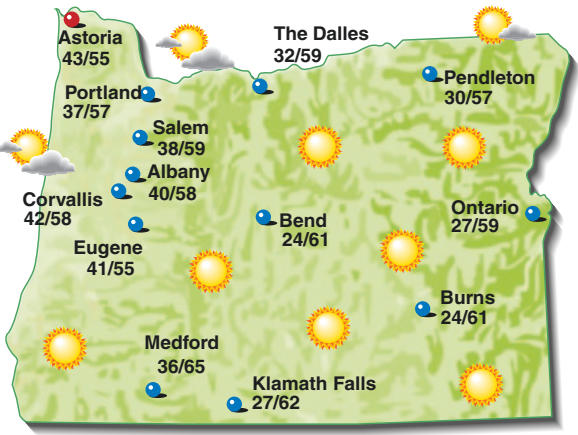 Astoria
43/55
The Dalles
32/59
Pendleton
30/57
Portland
37/57
Salem
38/59
Albany
40/58
Corvallis
42/58
Eugene
41/55
Bend
24/61
Ontario
27/59
Burns
24/61
Medford
36/65
Klamath Falls
27/62